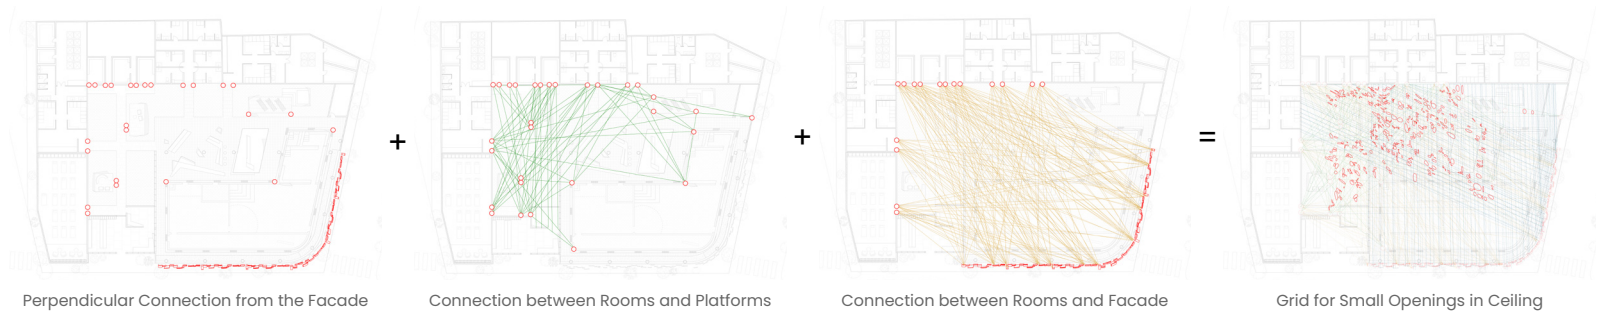 + + =
Perpendicular Connection from the Facade
Connection between Rooms and Platforms
Connection between Rooms and Facade
Grid for Small Openings in Ceiling